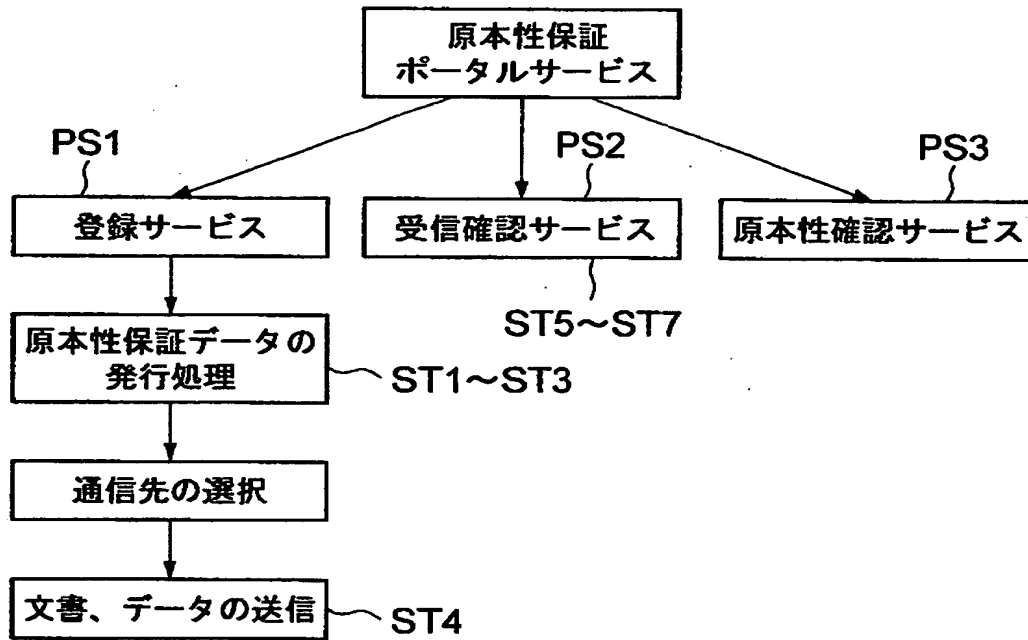 原本性保証
ポータルサービス
PS1
PS2
PS3
登録サービス
受信確認サービス
原本性確認サービス
ST5～ST7
原本性保証データの
発行処理
ST1～ST3
通信先の選択
文書、データの送信
ST4